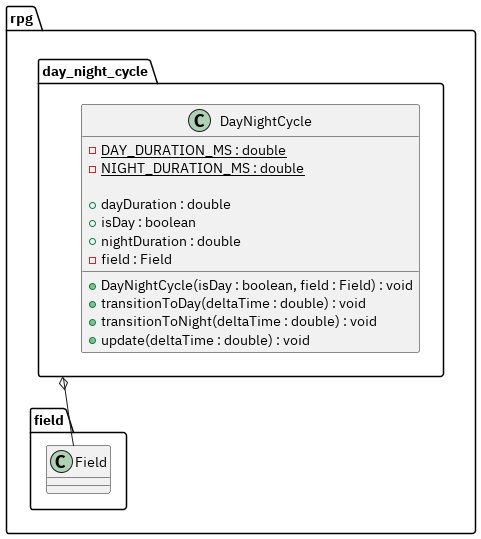 rpg
day_night_cycle
C DayNightCycle
DAY_DURATION_MS : double
NIGHT_DURATION_MS : double
dayDuration : double
isDay : boolean
nightDuration : double
field : Field
DayNightCycle(isDay : boolean, field : Field) : void
transitionToDay(deltaTime : double) : void
transitionToNight(deltaTime : double) : void
update(deltaTime : double) : void
field
C Field